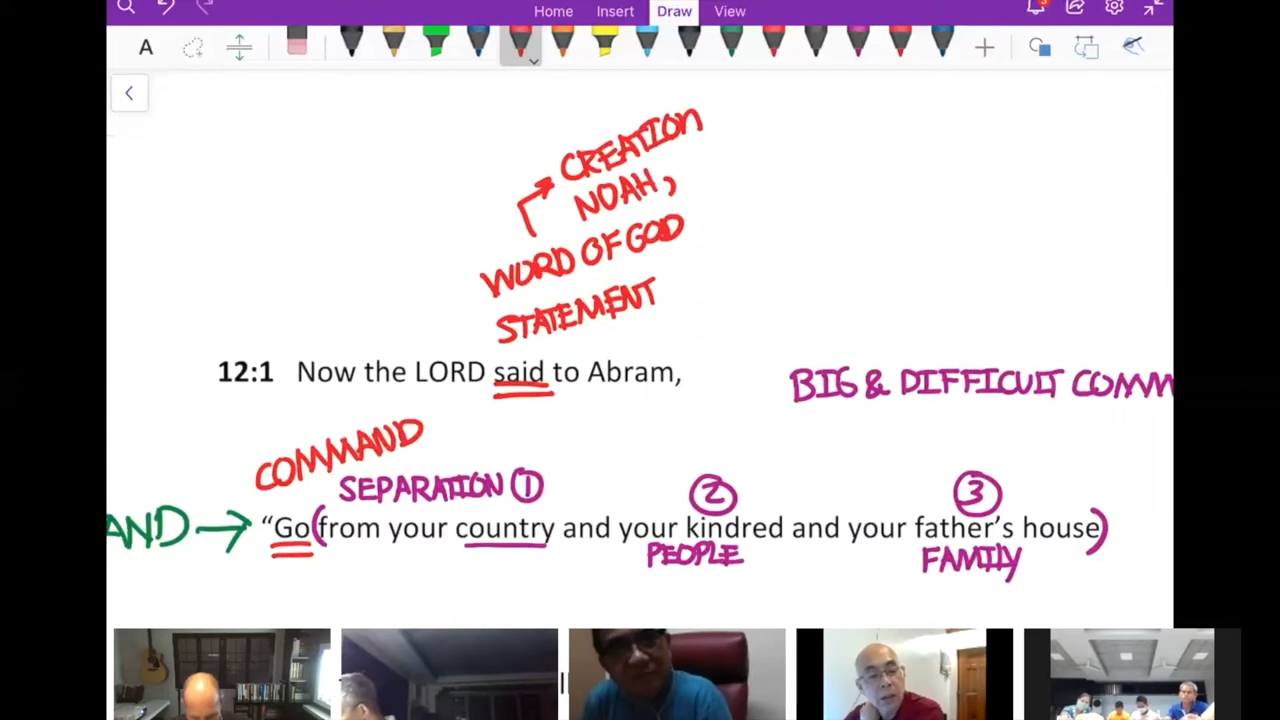 Home Insert Draw View
A
CREATION
NOAH,
WORD OF GOD
STATEMENT
12:1 Now the LORD said to Abram,
BIG & DIFFICULT COMM
COMMAND
SEPARATION 1 2 3
AND → “Go (from your country and your kindred and your father’s house)
PEOPLE FAMILY